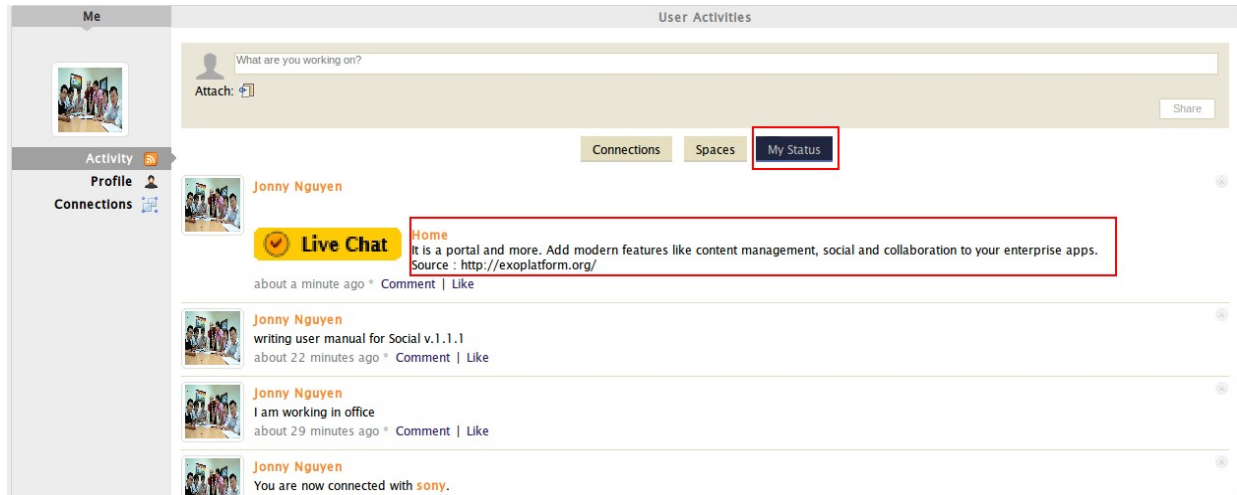 Me
User Activities
What are you working on?
Attach:
Share
Connections Spaces My Status
Activity
Profile
Connections
Jonny Nguyen
Live Chat
Home
It is a portal and more. Add modern features like content management, social and collaboration to your enterprise apps.
Source : http://exoplatform.org/
about a minute ago * Comment | Like
Jonny Nguyen
writing user manual for Social v.1.1.1
about 22 minutes ago * Comment | Like
Jonny Nguyen
I am working in office
about 29 minutes ago * Comment | Like
Jonny Nguyen
You are now connected with sony.